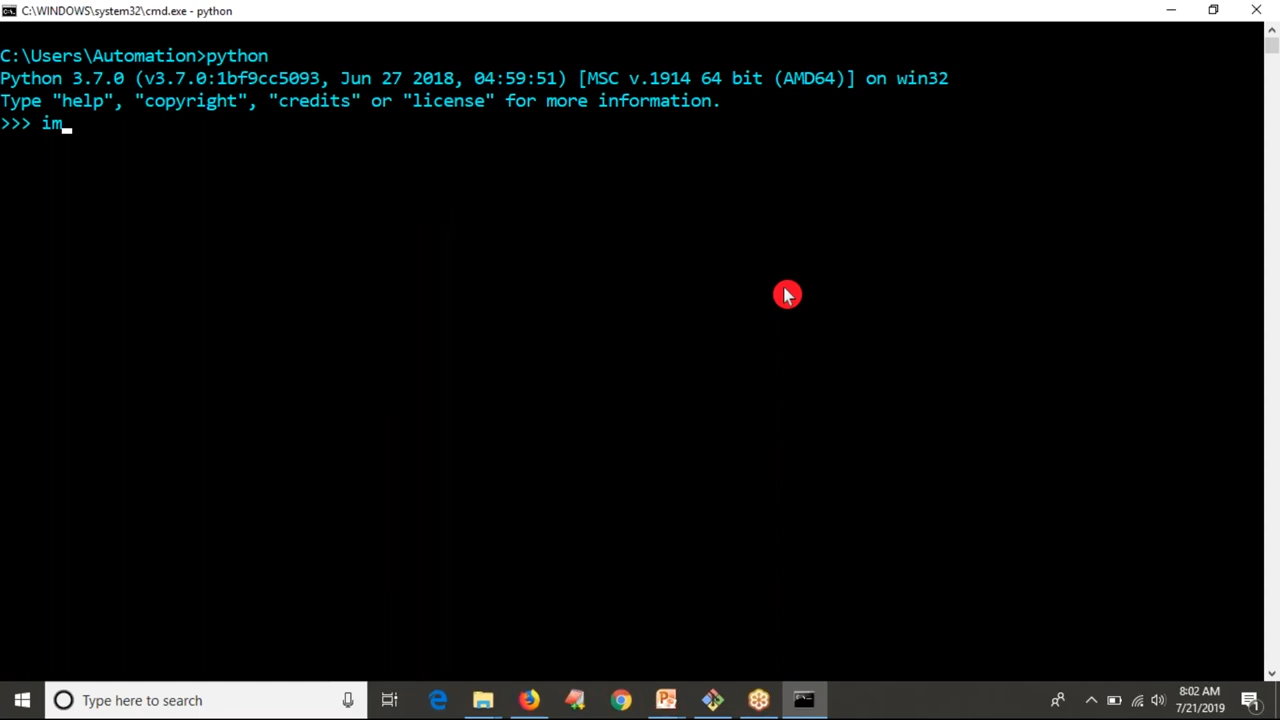 C:\WINDOWS\system32\cmd.exe - python
C:\Users\Automation>python
Python 3.7.0 (v3.7.0:1bf9cc5093, Jun 27 2018, 04:59:51) [MSC v.1914 64 bit (AMD64)] on win32
Type "help", "copyright", "credits" or "license" for more information.
>>> im
Type here to search
8:02 AM
7/21/2019
1